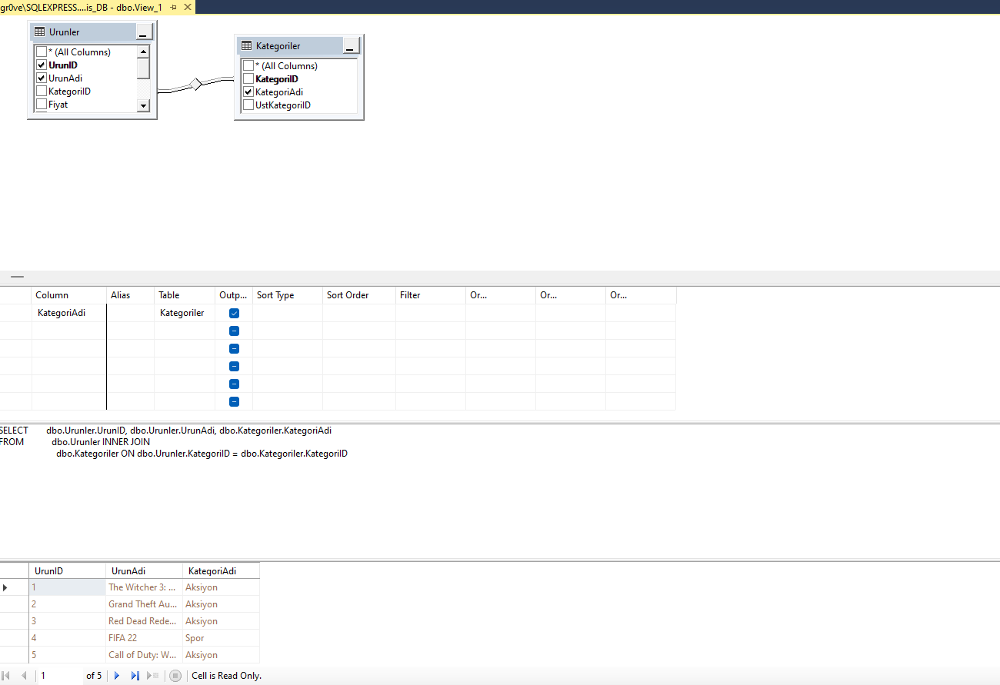 gr0ve\SQLEXPRESS....is_DB - dbo.View_1
Urunler
* (All Columns)
UrunID
UrunAdi
KategoriID
Fiyat
Kategoriler
* (All Columns)
KategoriID
KategoriAdi
UstKategoriID
Column Alias Table Outp... Sort Type Sort Order Filter Or... Or... Or...
KategoriAdi Kategoriler
SELECT dbo.Urunler.UrunID, dbo.Urunler.UrunAdi, dbo.Kategoriler.KategoriAdi
FROM dbo.Urunler INNER JOIN
dbo.Kategoriler ON dbo.Urunler.KategoriID = dbo.Kategoriler.KategoriID
UrunID UrunAdi KategoriAdi
1 The Witcher 3: ... Aksiyon
2 Grand Theft Au... Aksiyon
3 Red Dead Rede... Aksiyon
4 FIFA 22 Spor
5 Call of Duty: W... Aksiyon
1 of 5 Cell is Read Only.